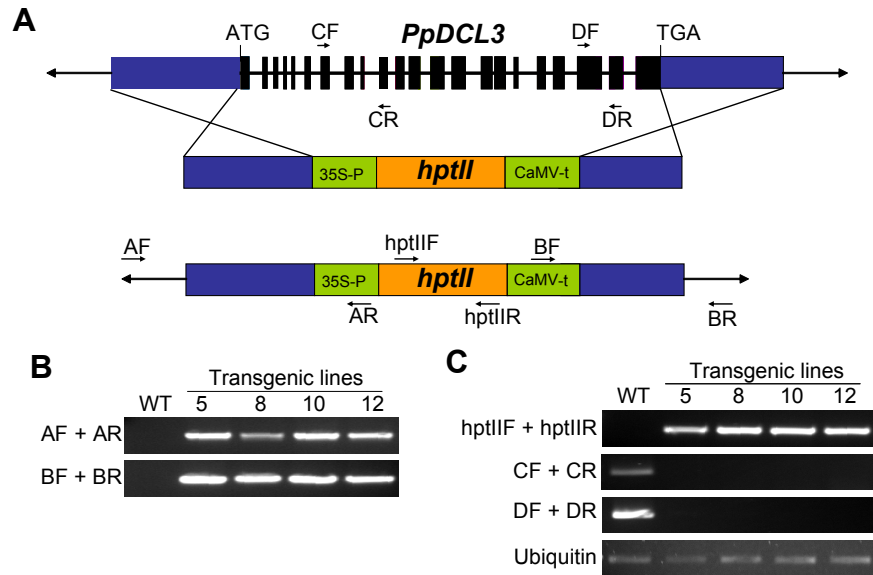 A
ATG CF PpDCL3 DF TGA
CR DR
35S-P hptII CaMV-t
AF hptIIF BF
35S-P hptII CaMV-t
AR hptIIR BR
B
Transgenic lines
WT 5 8 10 12
AF + AR
BF + BR
C
Transgenic lines
WT 5 8 10 12
hptIIF + hptIIR
CF + CR
DF + DR
Ubiquitin